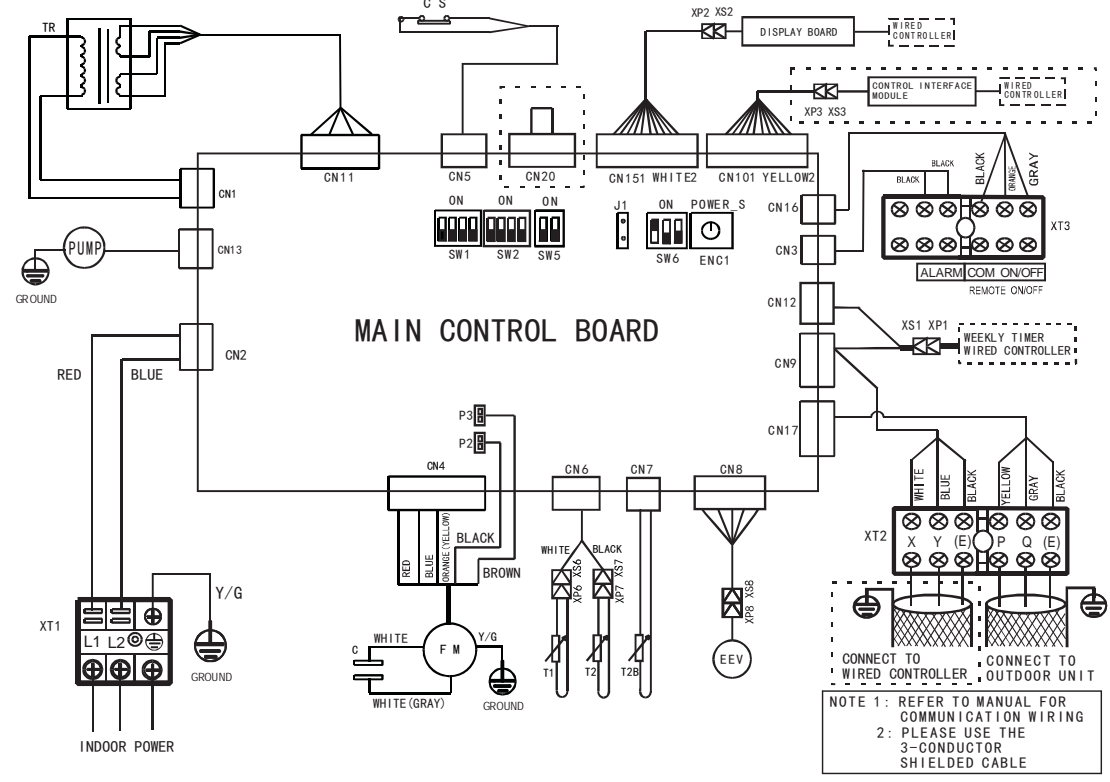 TR
C S
XP2 XS2
DISPLAY BOARD
WIRED
CONTROLLER
CONTROL INTERFACE
MODULE
WIRED
CONTROLLER
XP3 XS3
CN11
CN5
CN20
CN151 WHITE2
CN101 YELLOW2
BLACK
BLACK
BLACK
ORANGE
GRAY
CN1
ON
ON
ON
J1
ON
POWER_S
CN16
XT3
PUMP
CN13
SW1
SW2
SW5
SW6
ENC1
CN3
ALARM
COM ON/OFF
REMOTE ON/OFF
GROUND
CN12
MAIN CONTROL BOARD
XS1 XP1
WEEKLY TIMER
WIRED CONTROLLER
CN2
CN9
RED
BLUE
P3
P2
CN17
CN4
CN6
CN7
CN8
WHITE
BLUE
BLACK
YELLOW
GRAY
BLACK
XT2
X Y (E) P Q (E)
RED
BLUE
ORANGE(YELLOW)
BLACK
BROWN
WHITE
BLACK
XP6 XS6
XP7 XS7
XP8 XS8
Y/G
XT1
L1 L2
GROUND
C
WHITE
FM
Y/G
WHITE(GRAY)
GROUND
T1
T2
T2B
EEV
CONNECT TO
WIRED CONTROLLER
CONNECT TO
OUTDOOR UNIT
INDOOR POWER
NOTE 1: REFER TO MANUAL FOR
COMMUNICATION WIRING
2: PLEASE USE THE
3-CONDUCTOR
SHIELDED CABLE